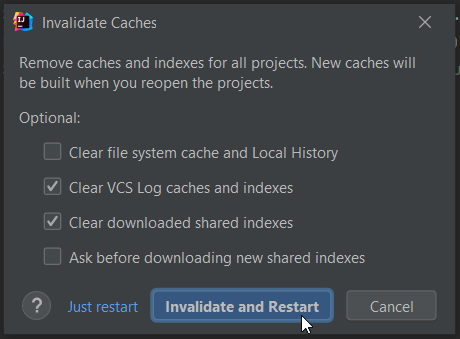 IJ
Invalidate Caches
Remove caches and indexes for all projects. New caches will
be built when you reopen the projects.
Optional:
Clear file system cache and Local History
Clear VCS Log caches and indexes
Clear downloaded shared indexes
Ask before downloading new shared indexes
? Just restart Invalidate and Restart Cancel